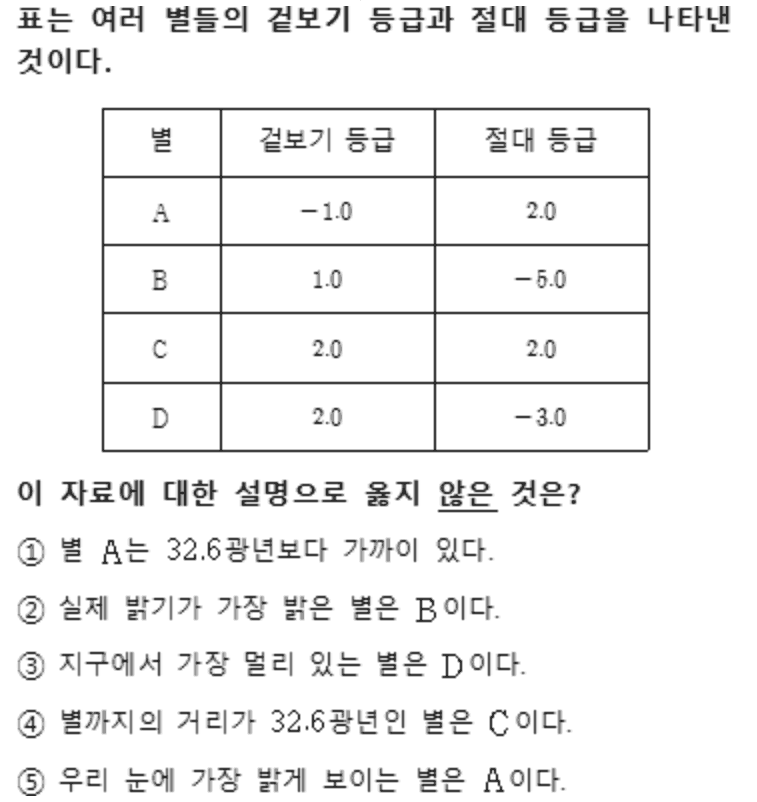 표는 여러 별들의 겉보기 등급과 절대 등급을 나타낸
것이다.
별 겉보기 등급 절대 등급
A －1.0 2.0
B 1.0 －5.0
C 2.0 2.0
D 2.0 －3.0
이 자료에 대한 설명으로 옳지 않은 것은?
① 별 A는 32.6광년보다 가까이 있다.
② 실제 밝기가 가장 밝은 별은 B이다.
③ 지구에서 가장 멀리 있는 별은 D이다.
④ 별까지의 거리가 32.6광년인 별은 C이다.
⑤ 우리 눈에 가장 밝게 보이는 별은 A이다.